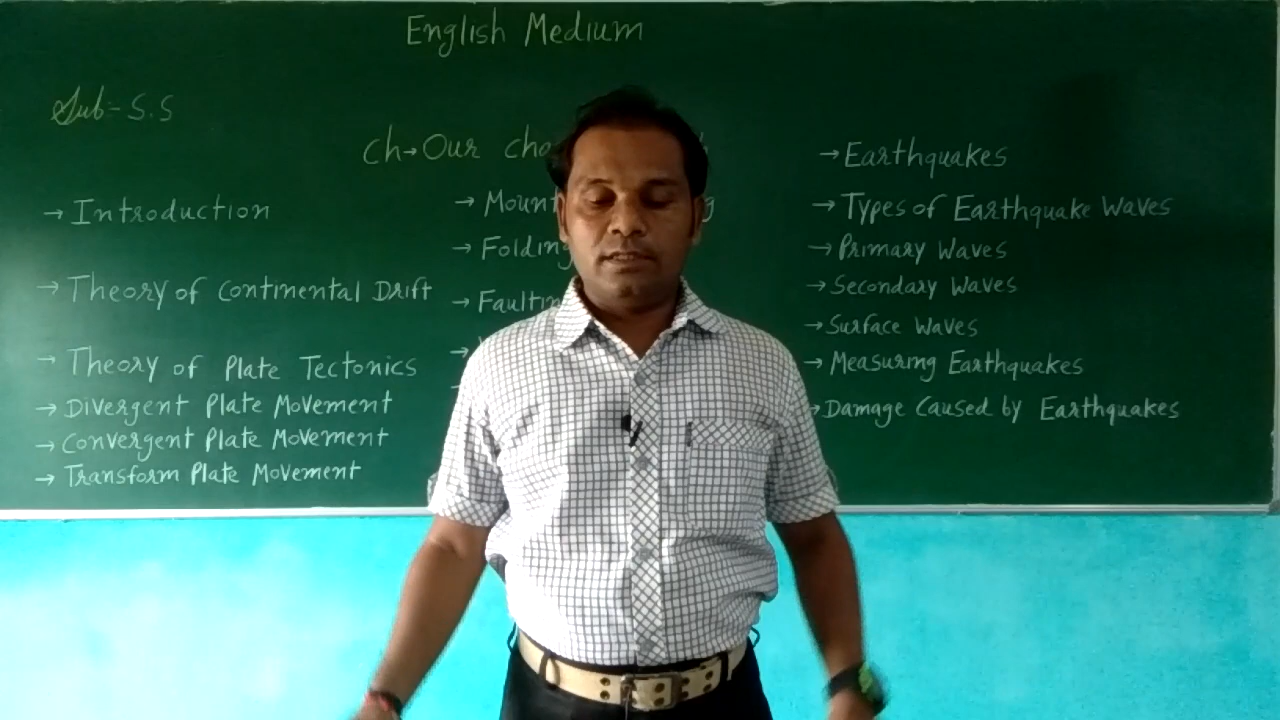 English Medium
Sub:- S.S
Ch→Our
→ Introduction
→ Theory of Continental Drift
→ Theory of Plate Tectonics
→ Divergent Plate Movement
→ Convergent Plate Movement
→ Transform Plate Movement
→
→ Folding
→
→
→ Earthquakes
→ Types of Earthquake Waves
→ Primary Waves
→ Secondary Waves
→ Surface Waves
→ Measuring Earthquakes
→ Damage Caused by Earthquakes